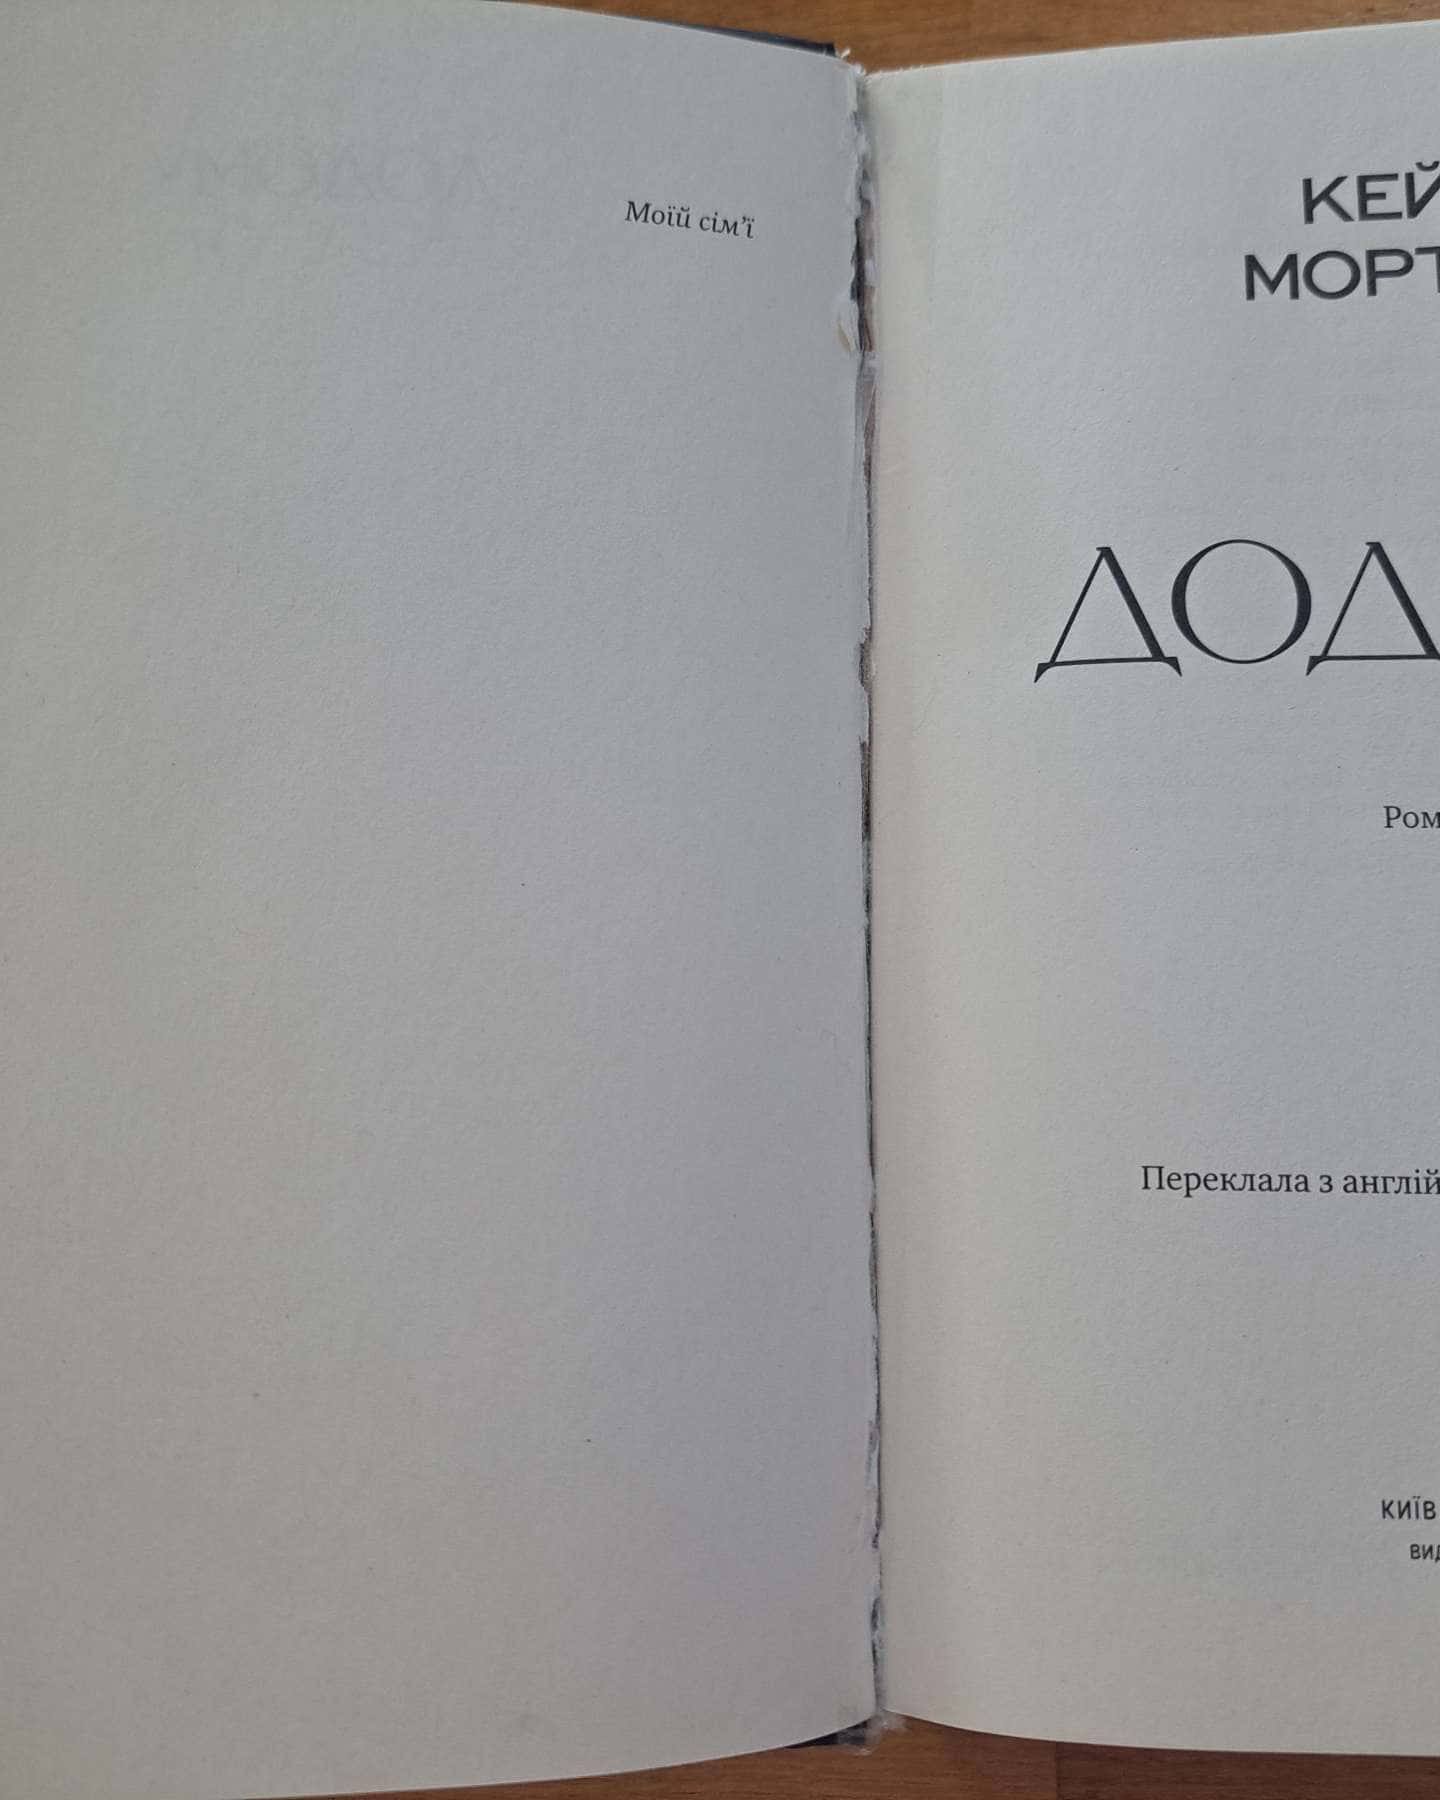 Моїй сім'ї
КЕЙ
МОРТ
ДОД
Ром
Переклала з англій
КИЇВ
вид